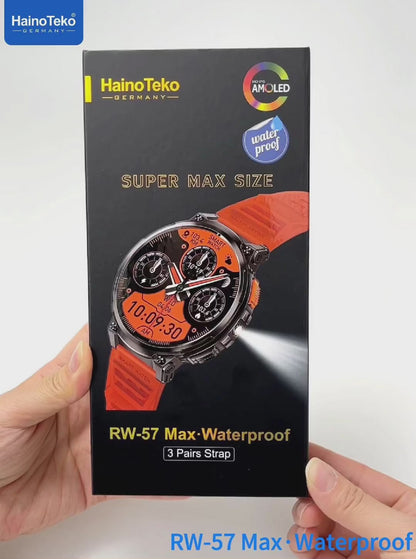 HainoTeko
GERMANY
HainoTeko
GERMANY
AMOLED
water
proof
SUPER MAX SIZE
10:09:30
AM
RW-57 Max·Waterproof
3 Pairs Strap
RW-57 Max·Waterproof